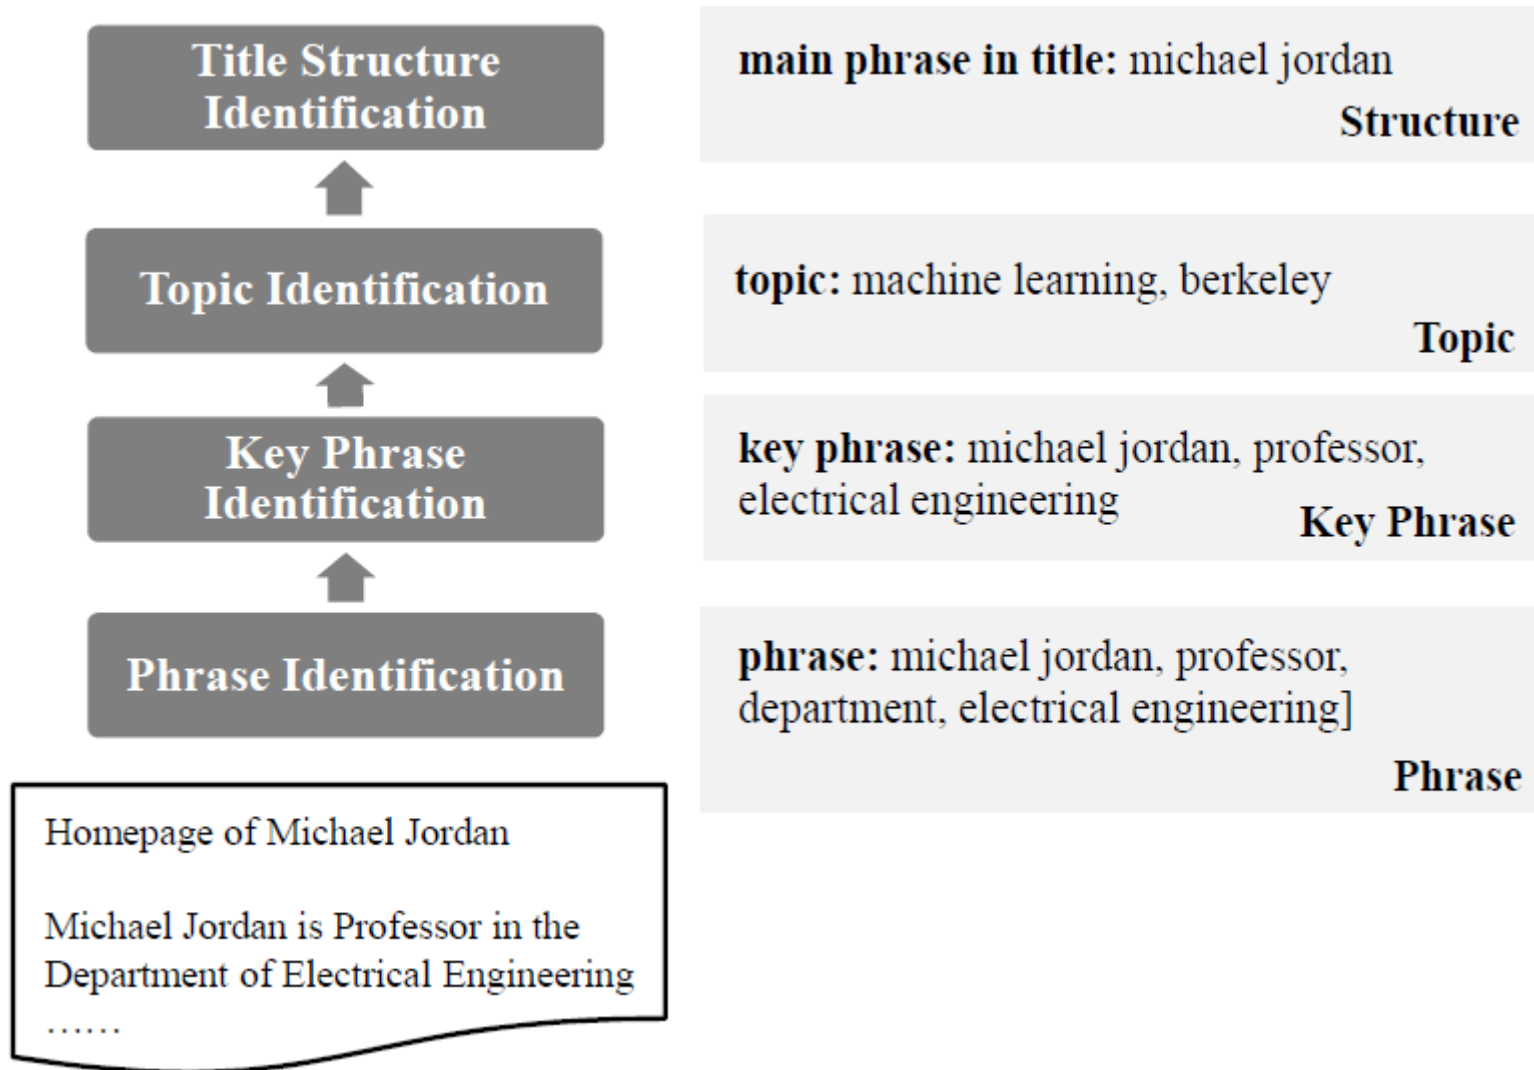 Title Structure
Identification
main phrase in title: michael jordan
Structure
Topic Identification
topic: machine learning, berkeley
Topic
Key Phrase
Identification
key phrase: michael jordan, professor,
electrical engineering
Key Phrase
Phrase Identification
phrase: michael jordan, professor,
department, electrical engineering]
Phrase
Homepage of Michael Jordan
Michael Jordan is Professor in the
Department of Electrical Engineering
……